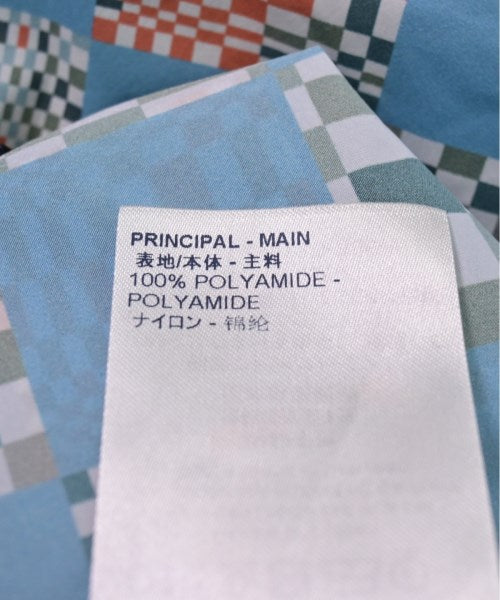 PRINCIPAL - MAIN
表地/本体 - 主料
100% POLYAMIDE -
POLYAMIDE
ナイロン - 锦纶